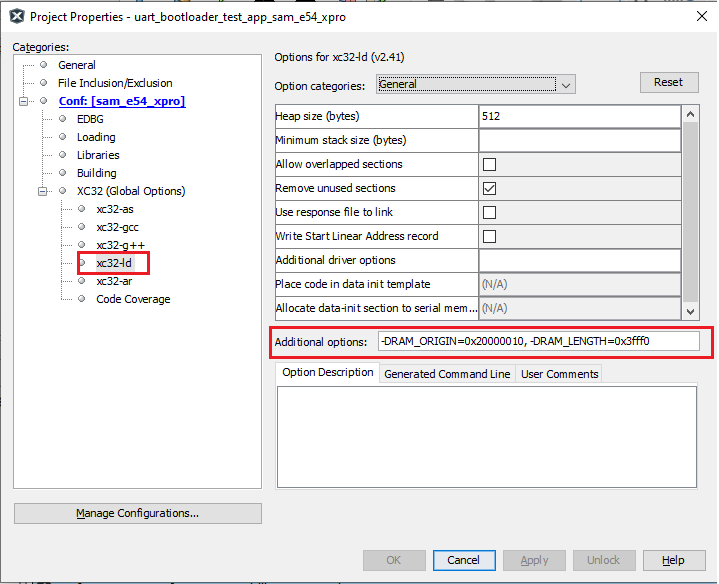 Project Properties - uart_bootloader_test_app_sam_e54_xpro
Categories:
General
File Inclusion/Exclusion
Conf: [sam_e54_xpro]
EDBG
Loading
Libraries
Building
XC32 (Global Options)
xc32-as
xc32-gcc
xc32-g++
xc32-ld
xc32-ar
Code Coverage
Manage Configurations...
Options for xc32-ld (v2.41)
Option categories: General Reset
Heap size (bytes) 512
Minimum stack size (bytes)
Allow overlapped sections
Remove unused sections
Use response file to link
Write Start Linear Address record
Additional driver options
Place code in data init template (N/A)
Allocate data-init section to serial mem... (N/A)
Additional options: -DRAM_ORIGIN=0x20000010, -DRAM_LENGTH=0x3fff0
Option Description Generated Command Line User Comments
OK Cancel Apply Unlock Help